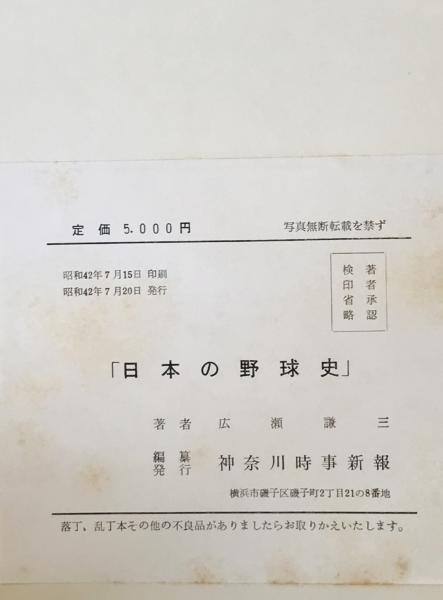 定価 5.000円
写真無断転載を禁ず
昭和42年7月15日 印刷
昭和42年7月20日 発行
著者承認
検印省略
「日本の野球史」
著者 広瀬謙三
編纂
発行 神奈川時事新報
横浜市磯子区磯子町2丁目21の8番地
落丁、乱丁本その他の不良品がありましたらお取りかえいたします。